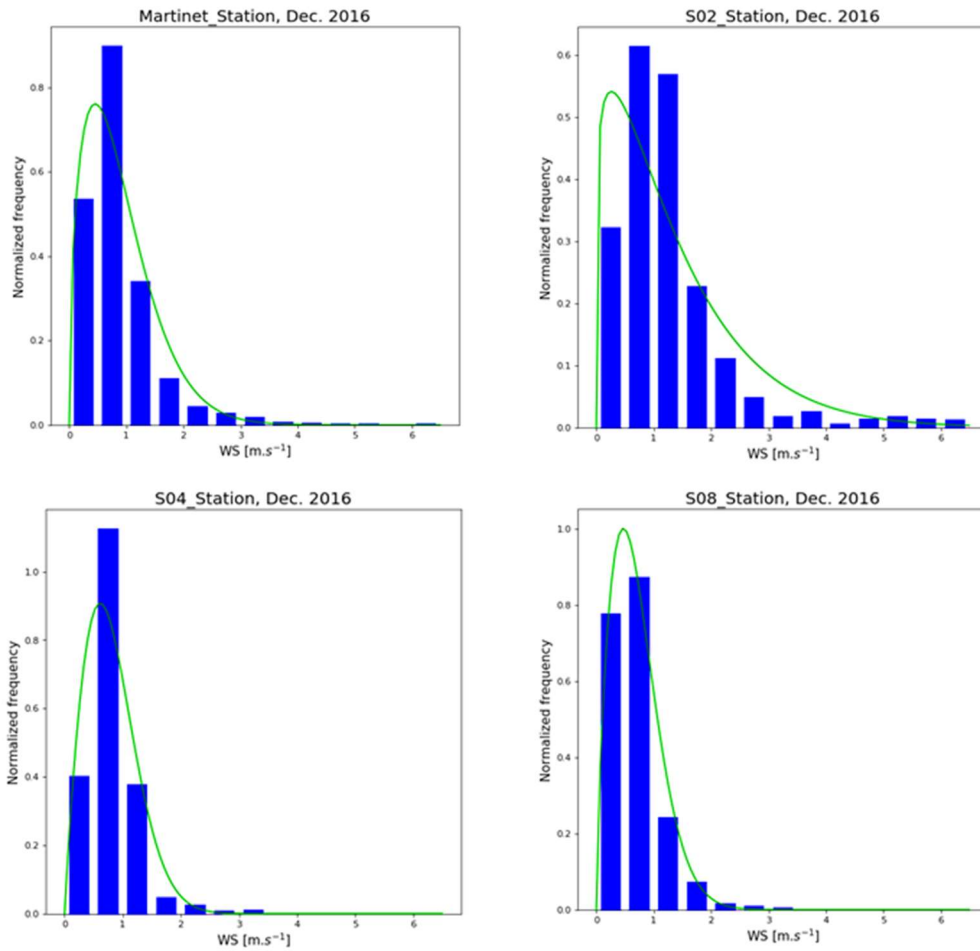 Martinet_Station, Dec. 2016
Normalized frequency
0.8
0.6
0.4
0.2
0.0
0 1 2 3 4 5 6
WS [m.s⁻¹]
S02_Station, Dec. 2016
Normalized frequency
0.6
0.5
0.4
0.3
0.2
0.1
0.0
0 1 2 3 4 5 6
WS [m.s⁻¹]
S04_Station, Dec. 2016
Normalized frequency
1.0
0.8
0.6
0.4
0.2
0.0
0 1 2 3 4 5 6
WS [m.s⁻¹]
S08_Station, Dec. 2016
Normalized frequency
1.0
0.8
0.6
0.4
0.2
0.0
0 1 2 3 4 5 6
WS [m.s⁻¹]